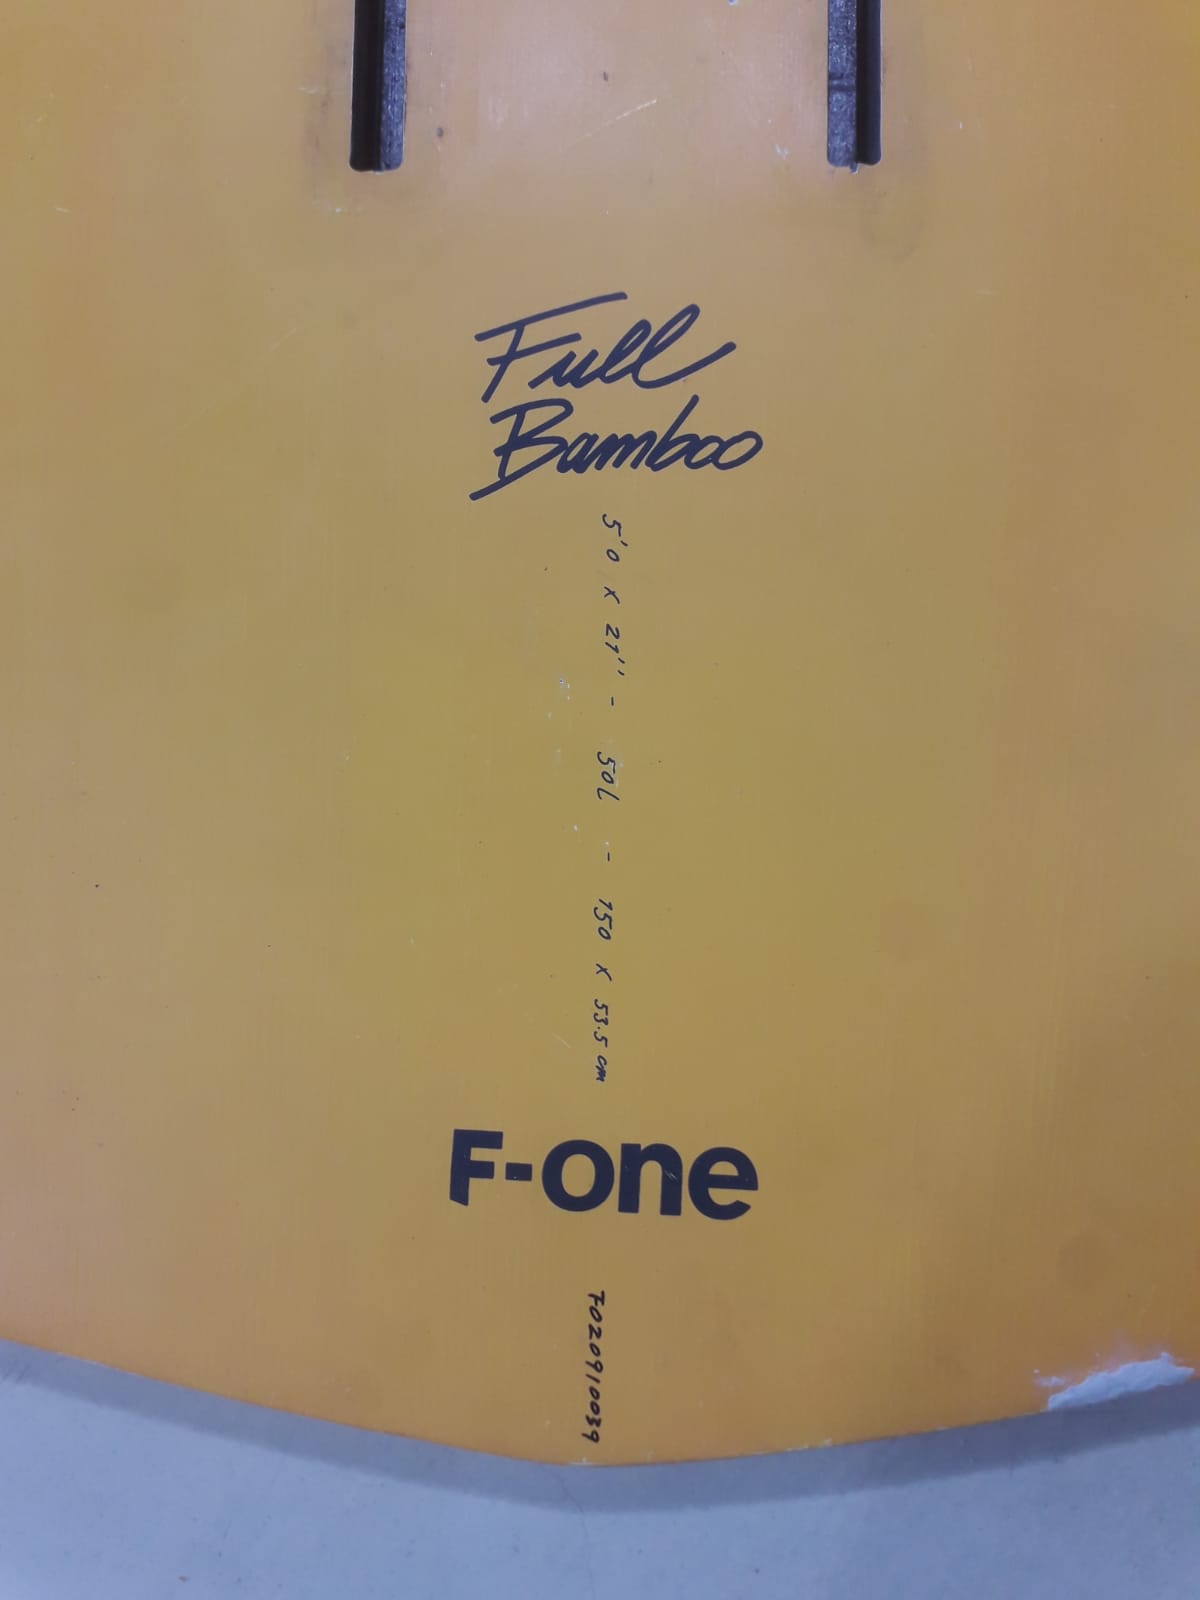 Full
Bamboo
5'0 x 21'' - 50L - 150 x 53.5 cm
F-one
T020910039